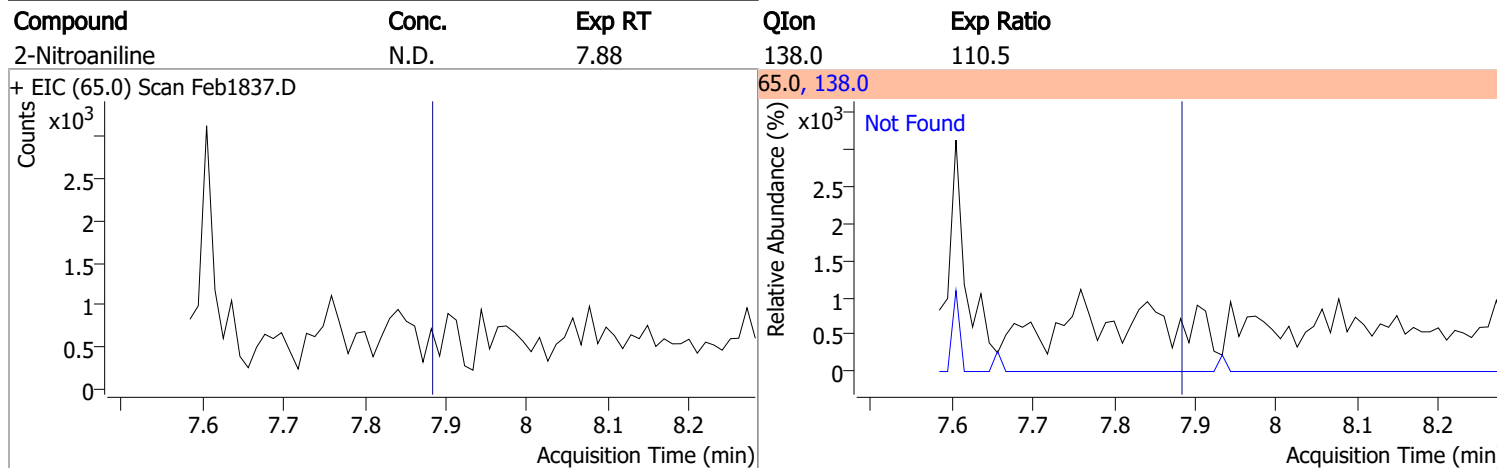 Compound Conc. Exp RT QIon Exp Ratio
2-Nitroaniline N.D. 7.88 138.0 110.5
+ EIC (65.0) Scan Feb1837.D
Counts
x10³
2.5
2
1.5
1
0.5
0
7.6 7.7 7.8 7.9 8 8.1 8.2
Acquisition Time (min)
65.0, 138.0
Relative Abundance (%)
x10³
Not Found
2.5
2
1.5
1
0.5
0
7.6 7.7 7.8 7.9 8 8.1 8.2
Acquisition Time (min)